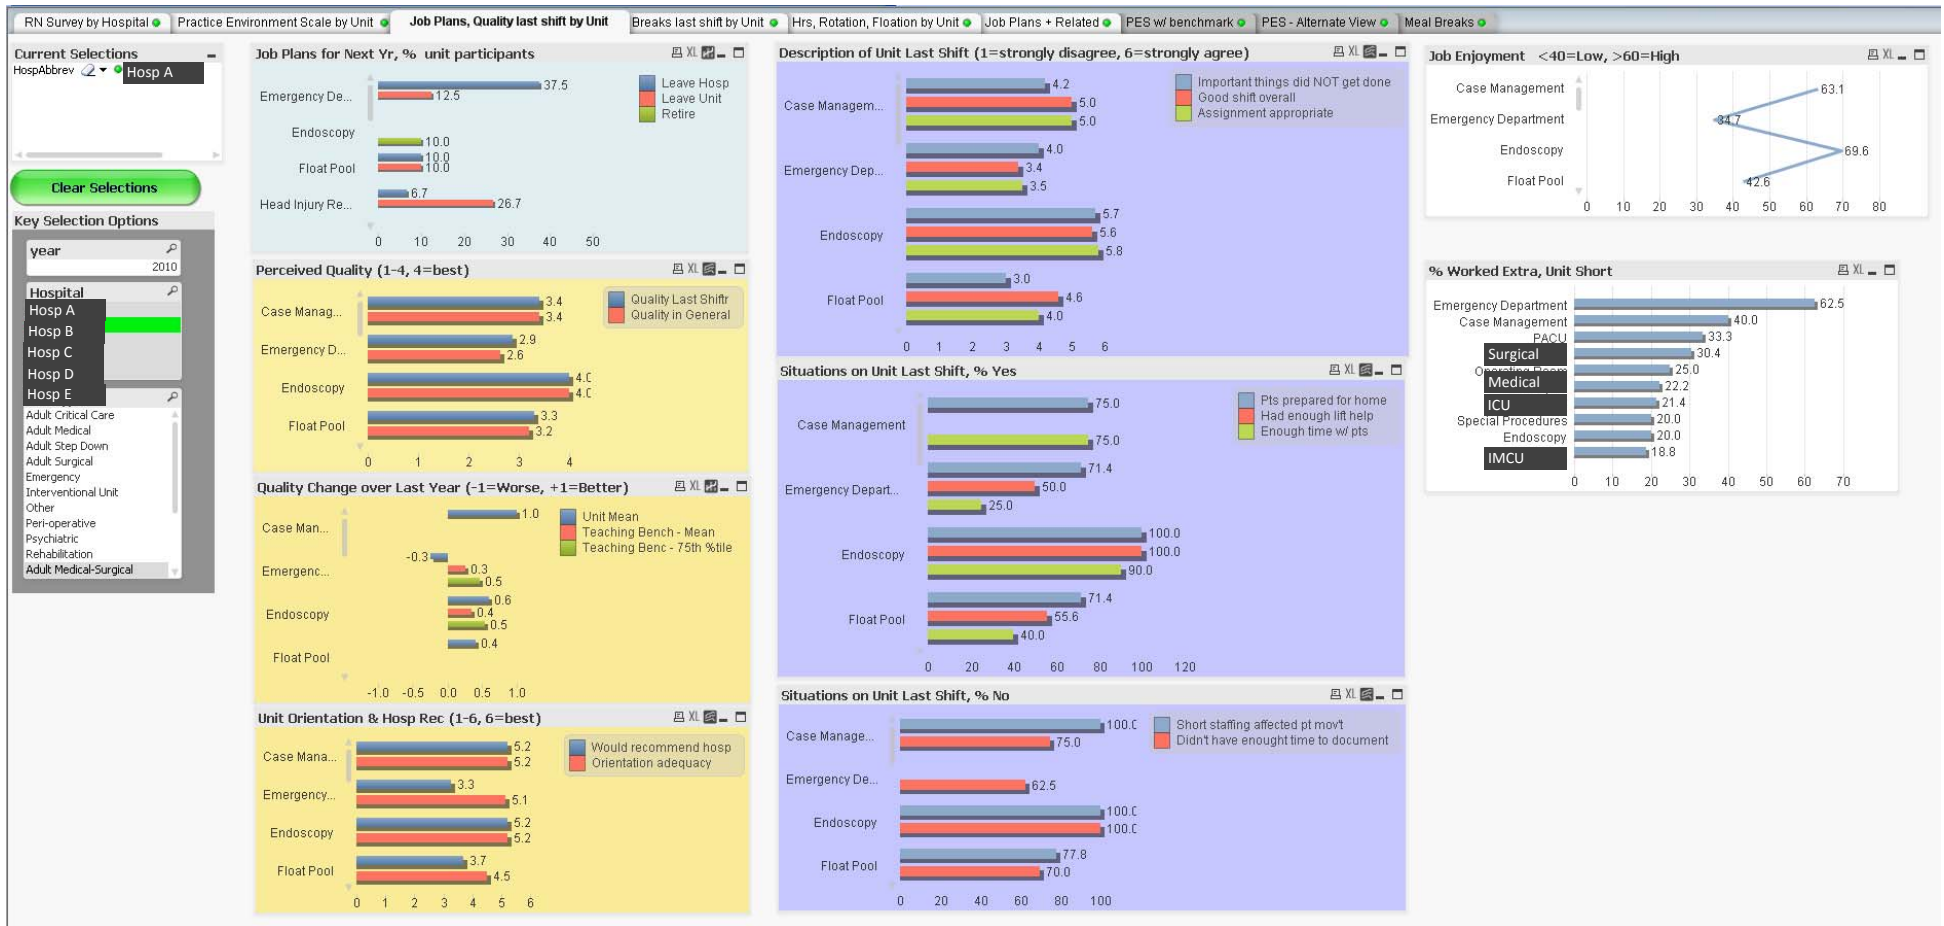 RN Survey by Hospital
Practice Environment Scale by Unit
Job Plans, Quality last shift by Unit
Breaks last shift by Unit
Hrs, Rotation, Floation by Unit
Job Plans + Related
PES w/ benchmark
PES - Alternate View
Meal Breaks
Current Selections
HospAbbrev Hosp A
Clear Selections
Key Selection Options
year
2010
Hospital
Hosp A
Hosp B
Hosp C
Hosp D
Hosp E
Adult Critical Care
Adult Medical
Adult Step Down
Adult Surgical
Emergency
Interventional Unit
Other
Peri-operative
Psychiatric
Rehabilitation
Adult Medical-Surgical
Job Plans for Next Yr, % unit participants
XL
Leave Hosp
Leave Unit
Retire
Emergency De... 37.5
12.5
Endoscopy
10.0
10.0
Float Pool 10.0
6.7
Head Injury Re... 26.7
0 10 20 30 40 50
Perceived Quality (1-4, 4=best)
XL
Quality Last Shiftr
Quality in General
Case Manag... 3.4
3.4
Emergency D... 2.9
2.6
Endoscopy 4.0
4.0
Float Pool 3.3
3.2
0 1 2 3 4
Quality Change over Last Year (-1=Worse, +1=Better)
XL
Unit Mean
Teaching Bench - Mean
Teaching Benc - 75th %tile
Case Man... 1.0
-0.3
Emergenc... 0.3
0.5
0.6
Endoscopy 0.4
0.5
0.4
Float Pool
-1.0 -0.5 0.0 0.5 1.0
Unit Orientation & Hosp Rec (1-6, 6=best)
XL
Would recommend hosp
Orientation adequacy
Case Mana... 5.2
5.2
Emergency... 3.3
5.1
Endoscopy 5.2
5.2
Float Pool 3.7
4.5
0 1 2 3 4 5 6
Description of Unit Last Shift (1=strongly disagree, 6=strongly agree)
XL
Important things did NOT get done
Good shift overall
Assignment appropriate
4.2
Case Managem... 5.0
5.0
4.0
Emergency Dep... 3.4
3.5
5.7
Endoscopy 5.6
5.8
3.0
Float Pool 4.6
4.0
0 1 2 3 4 5 6
Situations on Unit Last Shift, % Yes
XL
Pts prepared for home
Had enough lift help
Enough time w/ pts
75.0
Case Management
75.0
71.4
Emergency Depart... 50.0
25.0
100.0
Endoscopy 100.0
90.0
71.4
Float Pool 55.6
40.0
0 20 40 60 80 100 120
Situations on Unit Last Shift, % No
XL
Short staffing affected pt mov't
Didn't have enought time to document
Case Manage... 100.0
75.0
Emergency De...
62.5
Endoscopy 100.0
100.0
Float Pool 77.8
70.0
0 20 40 60 80 100
Job Enjoyment <40=Low, >60=High
XL
Case Management 63.1
Emergency Department 34.7
Endoscopy 69.6
Float Pool 42.6
0 10 20 30 40 50 60 70 80
% Worked Extra, Unit Short
XL
Emergency Department 62.5
Case Management 40.0
PACU 33.3
Surgical 30.4
Operating Room 25.0
Medical 22.2
ICU 21.4
Special Procedures 20.0
Endoscopy 20.0
IMCU 18.8
0 10 20 30 40 50 60 70